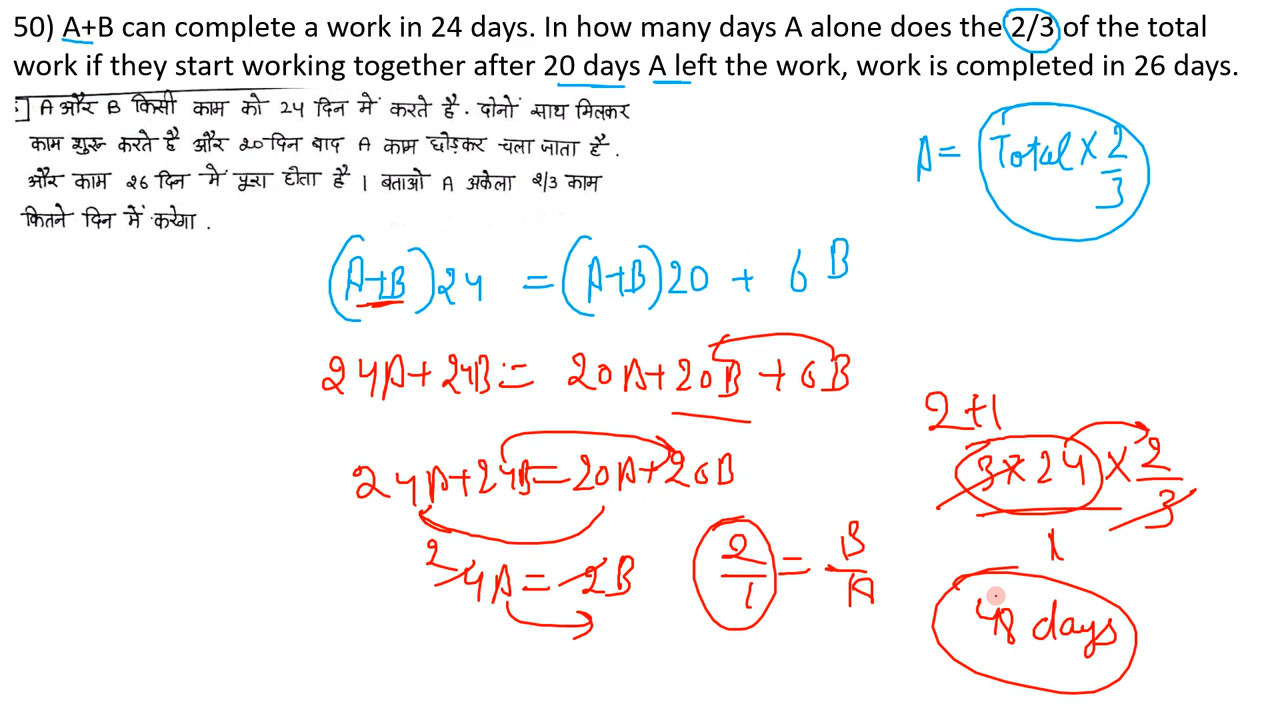 50) A+B can complete a work in 24 days. In how many days A alone does the 2/3 of the total
work if they start working together after 20 days A left the work, work is completed in 26 days.
:] A और B किसी काम को 24 दिन में करते है. दोनों साथ मिलकर
काम शुरू करते है और 20 दिन बाद A काम छोड़कर चला जाता है.
और काम 26 दिन में पूरा होता है । बताओ A अकेला 2/3 काम
कितने दिन में करेगा.
A = Total × 2/3
(A+B)24 = (A+B)20 + 6B
24A + 24B = 20A + 20B + 6B
24A + 24B = 20A + 26B
2 4A = 2B
2/1 = B/A
2+1
3×24 × 2/3
1
48 days